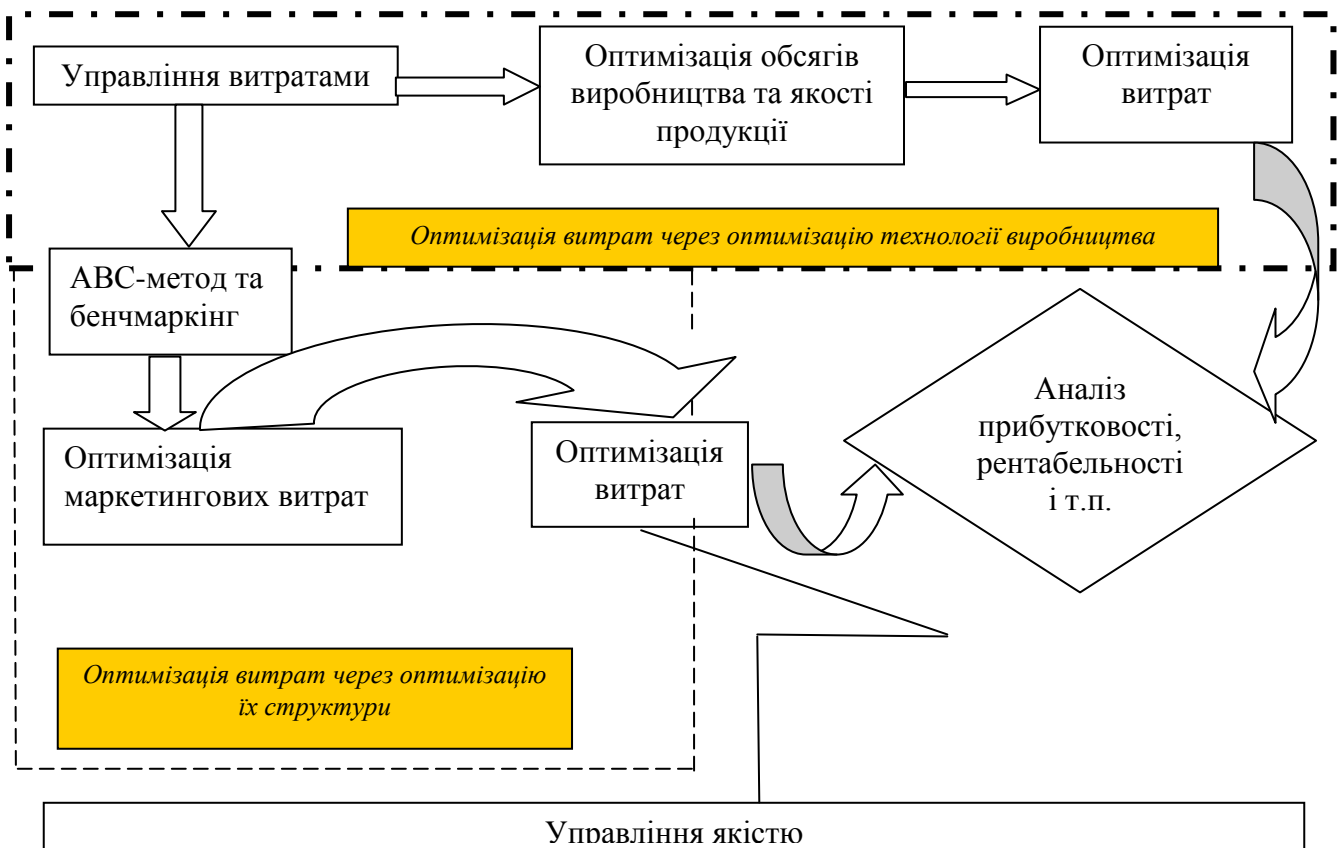 Управління витратами
Оптимізація обсягів
виробництва та якості
продукції
Оптимізація
витрат
Оптимізація витрат через оптимізацію технології виробництва
АВС-метод та
бенчмаркінг
Оптимізація
маркетингових витрат
Оптимізація
витрат
Аналіз
прибутковості,
рентабельності
і т.п.
Оптимізація витрат через оптимізацію
їх структури
Управління якістю